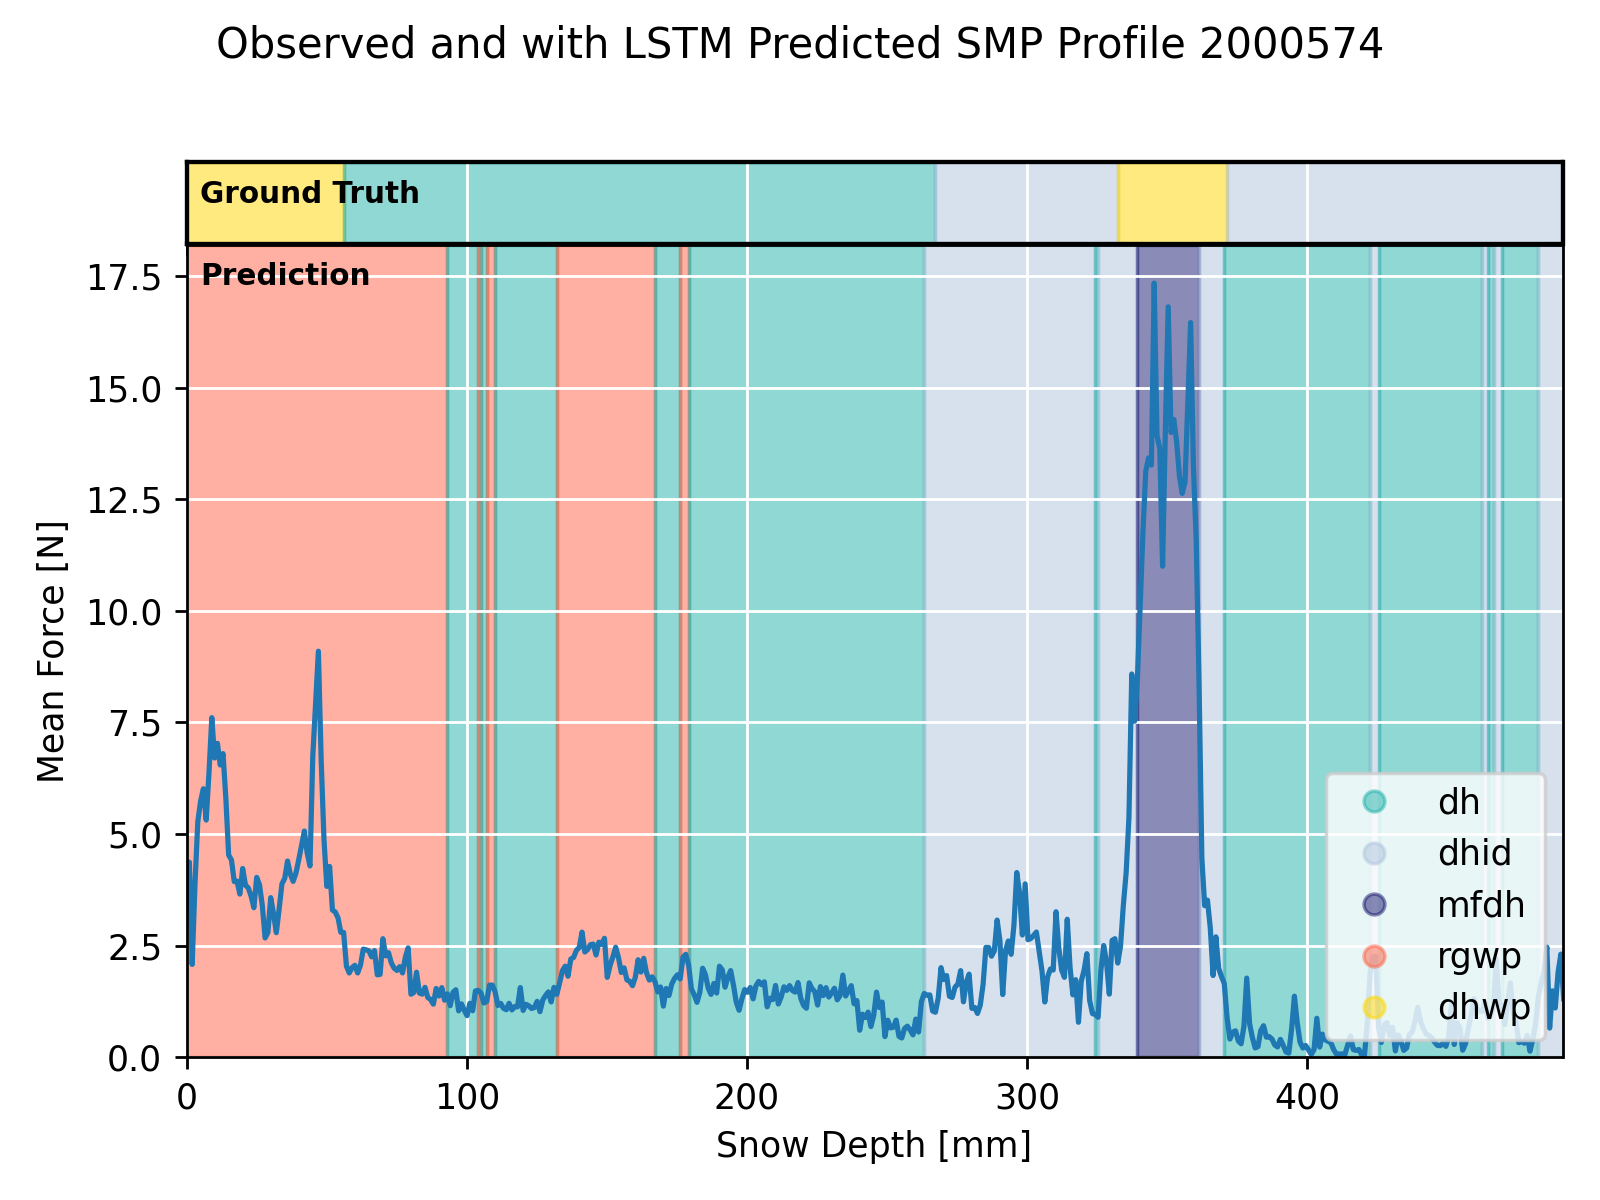 Observed and with LSTM Predicted SMP Profile 2000574
Ground Truth
Prediction
17.5
15.0
12.5
10.0
7.5
5.0
2.5
0.0
Mean Force [N]
dh
dhid
mfdh
rgwp
dhwp
0 100 200 300 400
Snow Depth [mm]